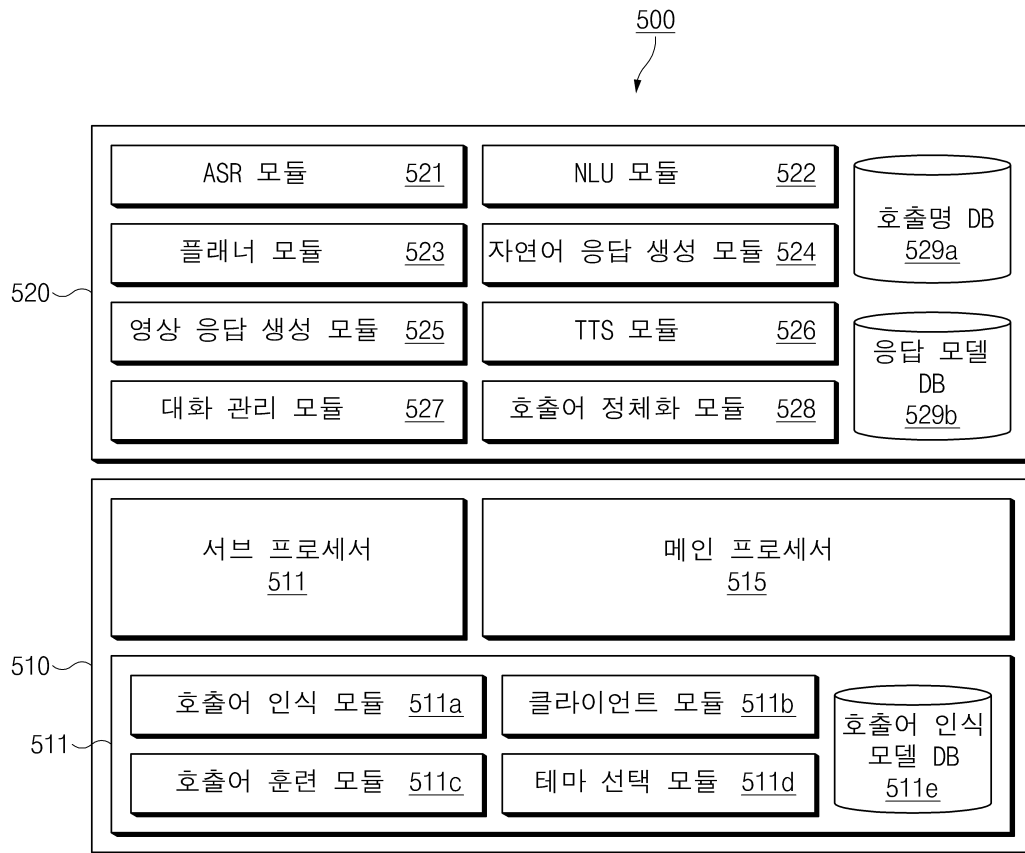 500
ASR 모듈 521
NLU 모듈 522
호출명 DB
529a
플래너 모듈 523
자연어 응답 생성 모듈 524
520
영상 응답 생성 모듈 525
TTS 모듈 526
응답 모델
DB
529b
대화 관리 모듈 527
호출어 정체화 모듈 528
서브 프로세서
511
메인 프로세서
515
510
511
호출어 인식 모듈 511a
클라이언트 모듈 511b
호출어 인식
모델 DB
511e
호출어 훈련 모듈 511c
테마 선택 모듈 511d